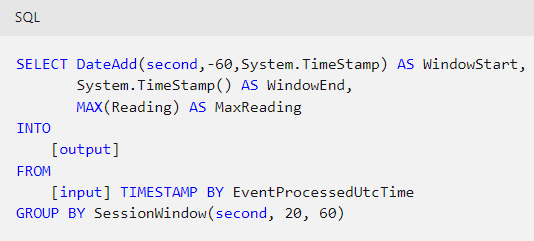 SQL
SELECT DateAdd(second,-60,System.TimeStamp) AS WindowStart,
System.TimeStamp() AS WindowEnd,
MAX(Reading) AS MaxReading
INTO
[output]
FROM
[input] TIMESTAMP BY EventProcessedUtcTime
GROUP BY SessionWindow(second, 20, 60)